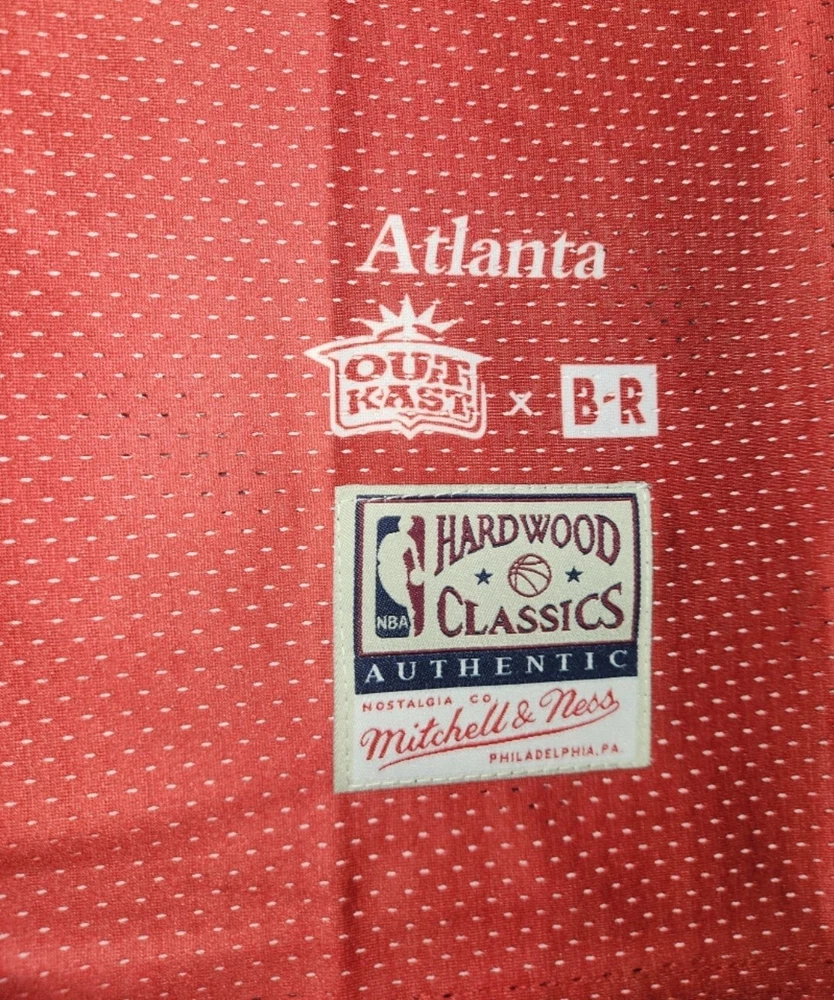 Atlanta
OUT
KAST
x B-R
HARDWOOD
CLASSICS
NBA
AUTHENTIC
NOSTALGIA CO.
Mitchell & Ness
PHILADELPHIA, PA.